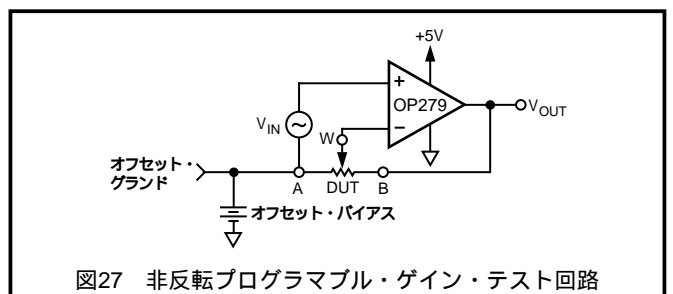 +5V
OP279
+
−
VIN
VOUT
W
オフセット・
グランド
A
DUT
B
オフセット・バイアス
図27 非反転プログラマブル・ゲイン・テスト回路